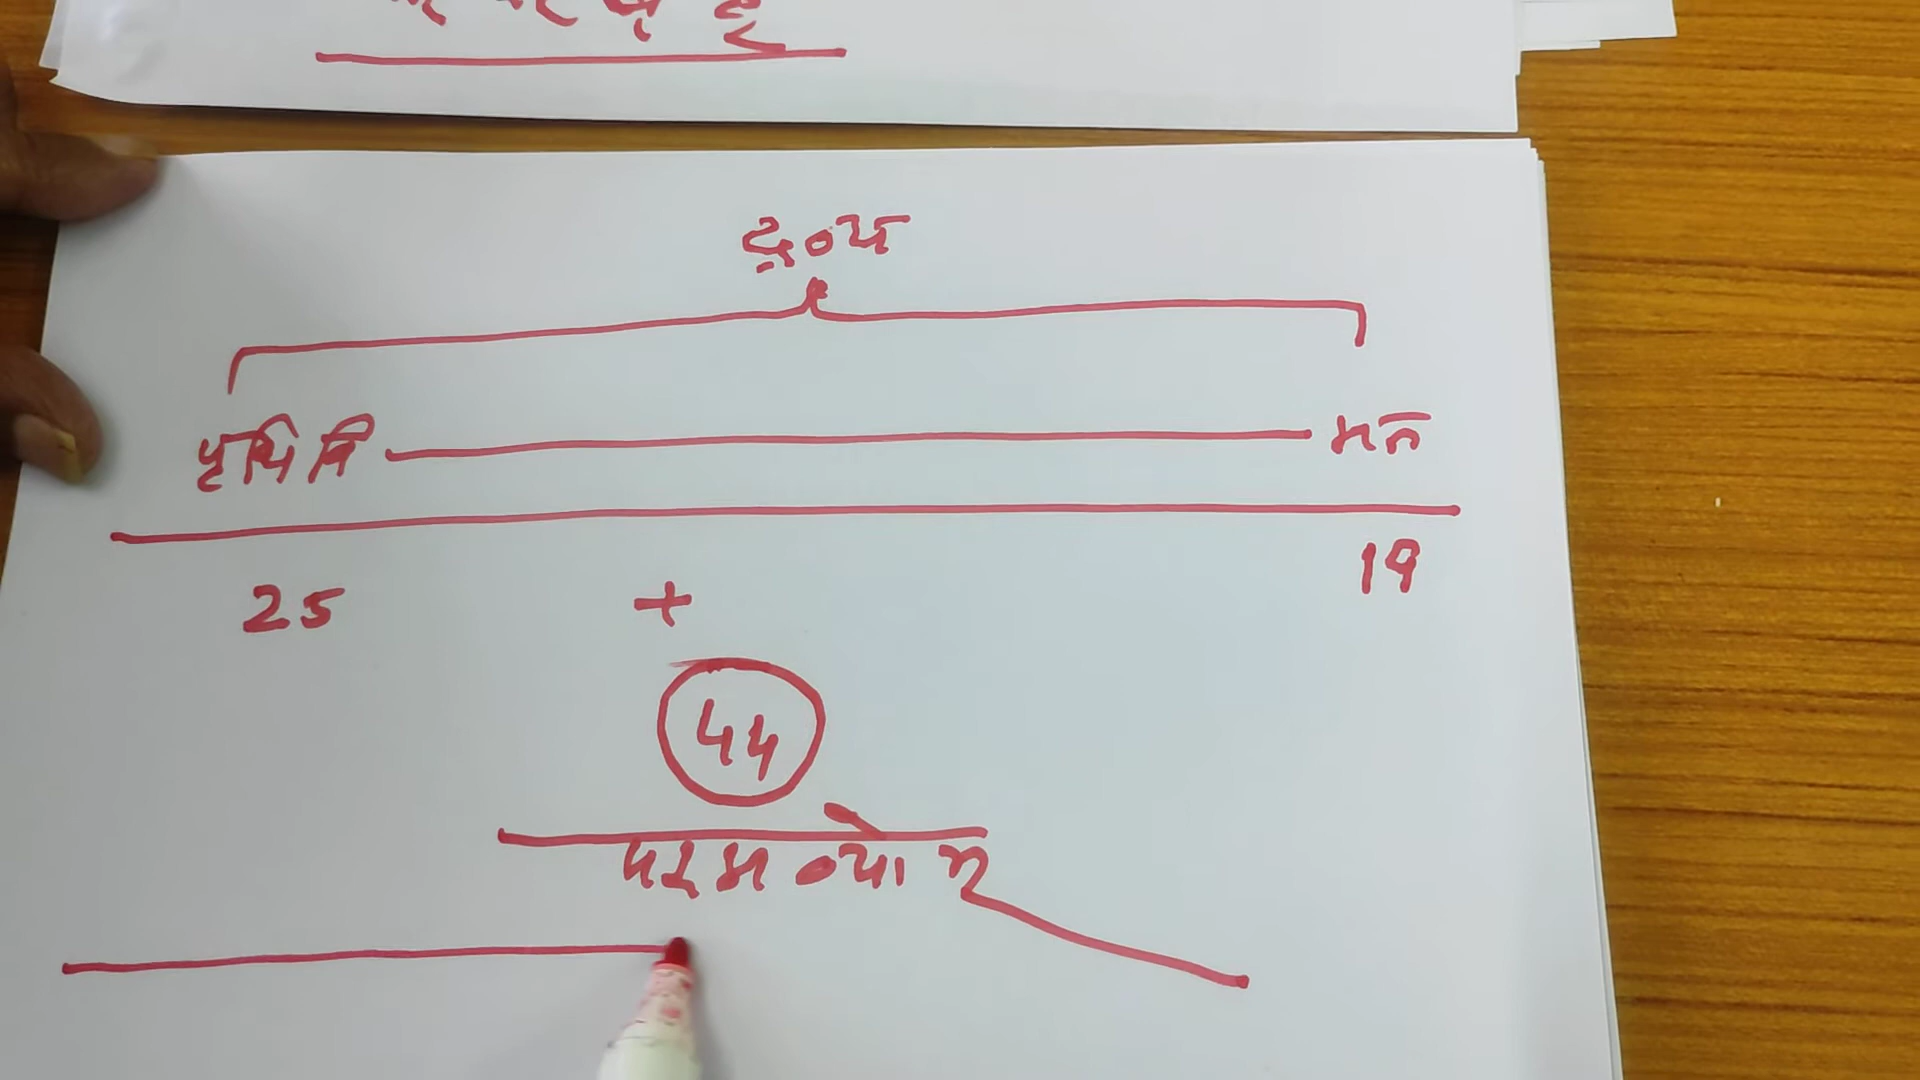 द्रव्य
पृथिवि मन
25 + 19
44
परम व्योम